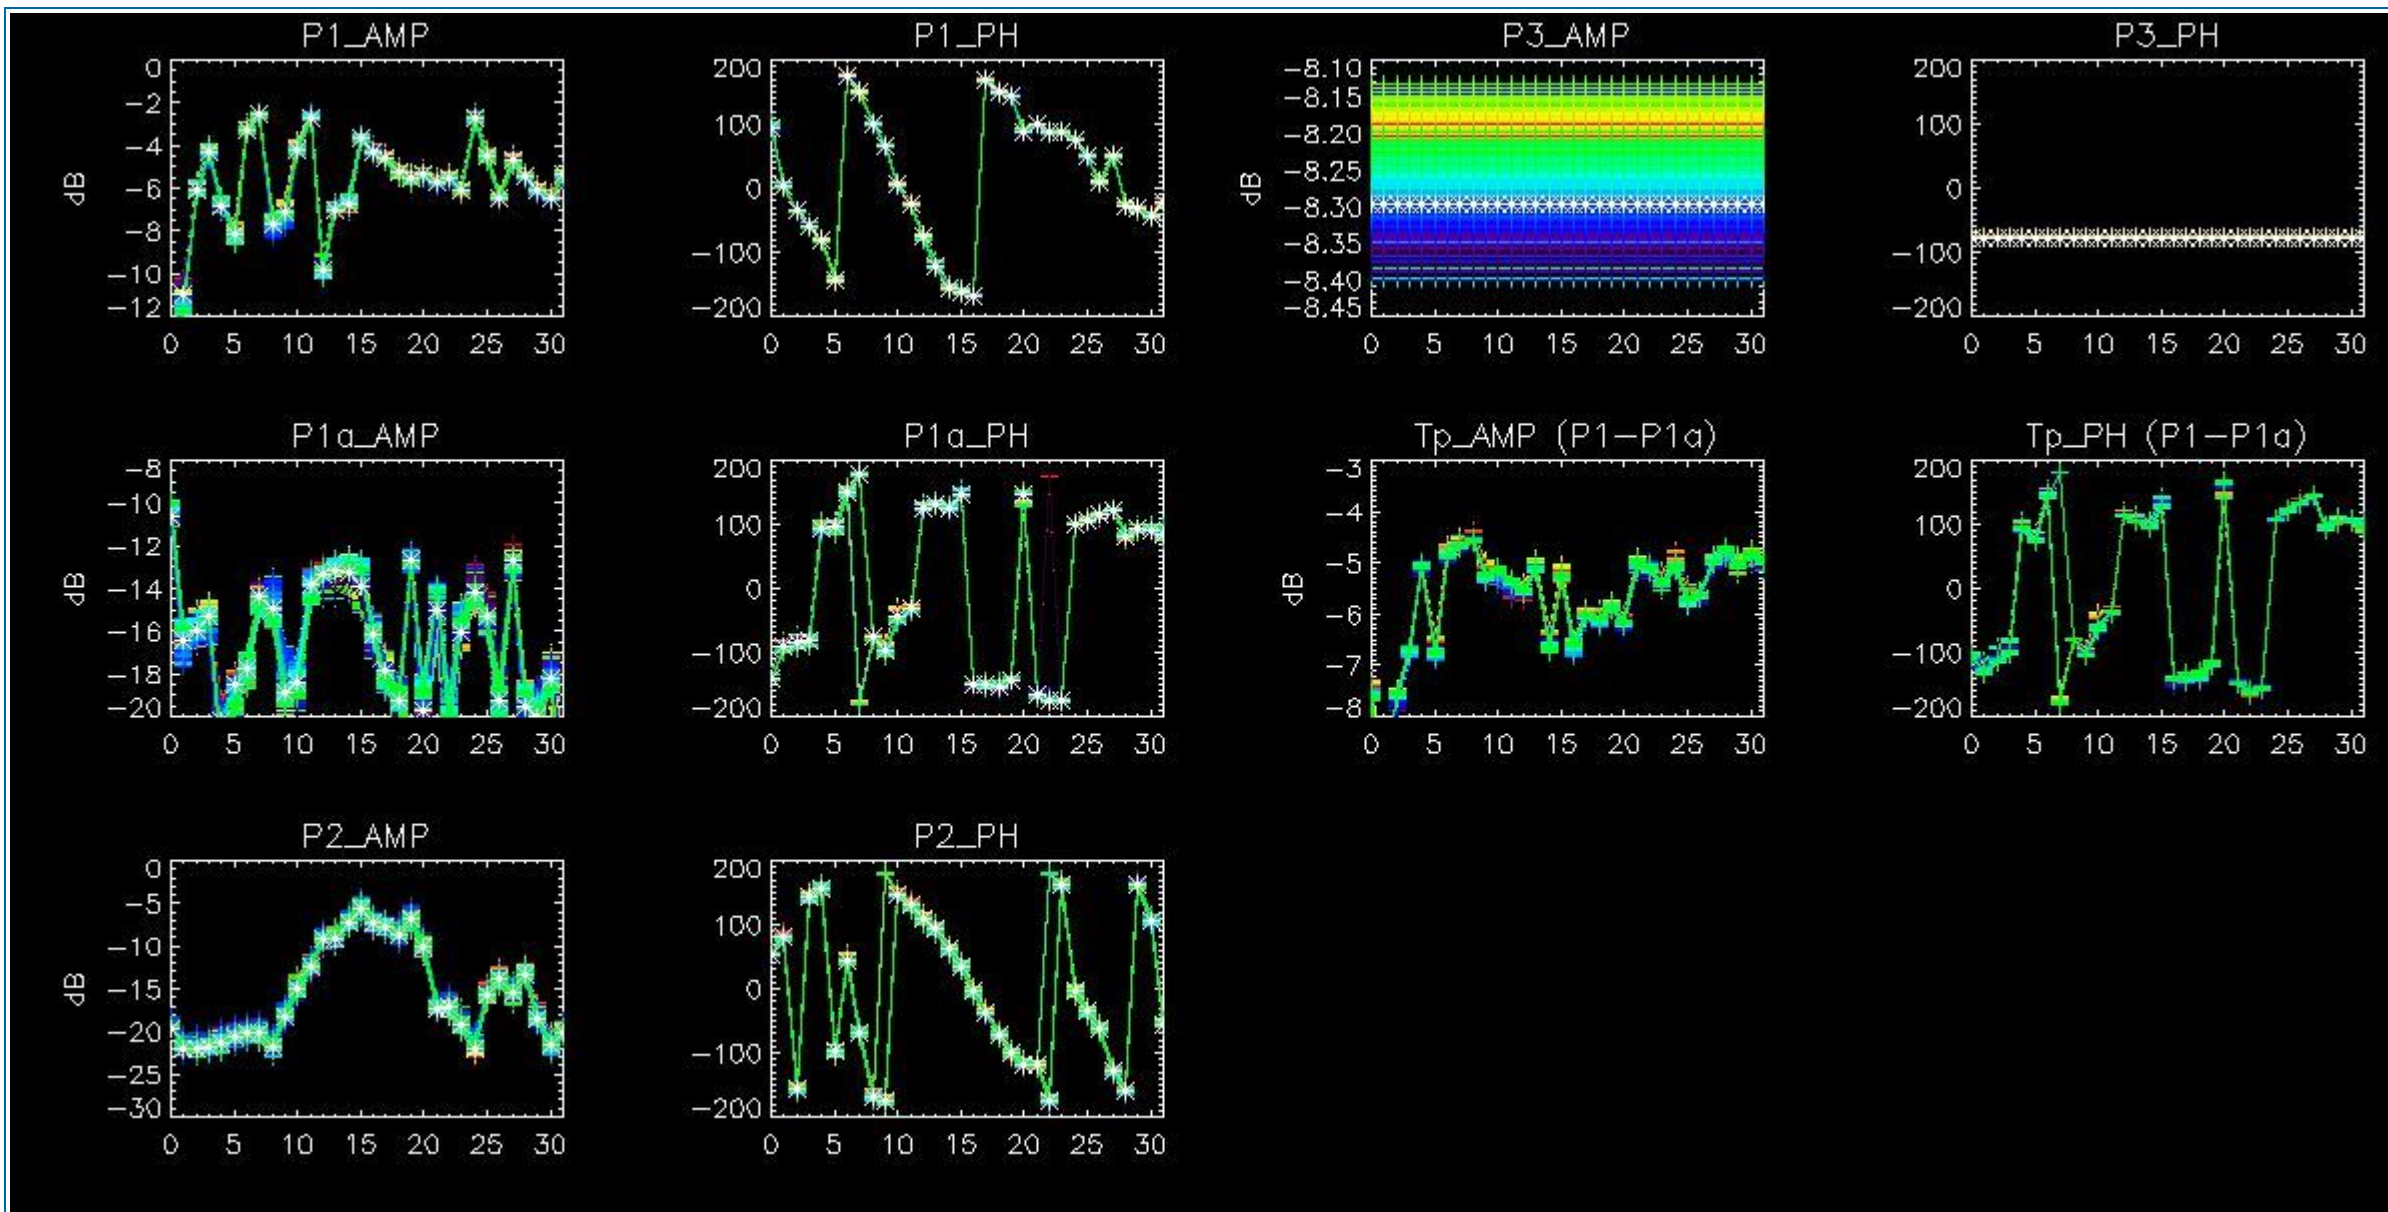 P1_AMP
0
−2
−4
−6
−8
−10
−12
dB
0 5 10 15 20 25 30
P1_PH
200
100
0
−100
−200
0 5 10 15 20 25 30
P3_AMP
−8.10
−8.15
−8.20
−8.25
−8.30
−8.35
−8.40
−8.45
dB
0 5 10 15 20 25 30
P3_PH
200
100
0
−100
−200
0 5 10 15 20 25 30
P1a_AMP
−8
−10
−12
−14
−16
−18
−20
dB
0 5 10 15 20 25 30
P1a_PH
200
100
0
−100
−200
0 5 10 15 20 25 30
Tp_AMP (P1−P1a)
−3
−4
−5
−6
−7
−8
dB
0 5 10 15 20 25 30
Tp_PH (P1−P1a)
200
100
0
−100
−200
0 5 10 15 20 25 30
P2_AMP
0
−5
−10
−15
−20
−25
−30
dB
0 5 10 15 20 25 30
P2_PH
200
100
0
−100
−200
0 5 10 15 20 25 30